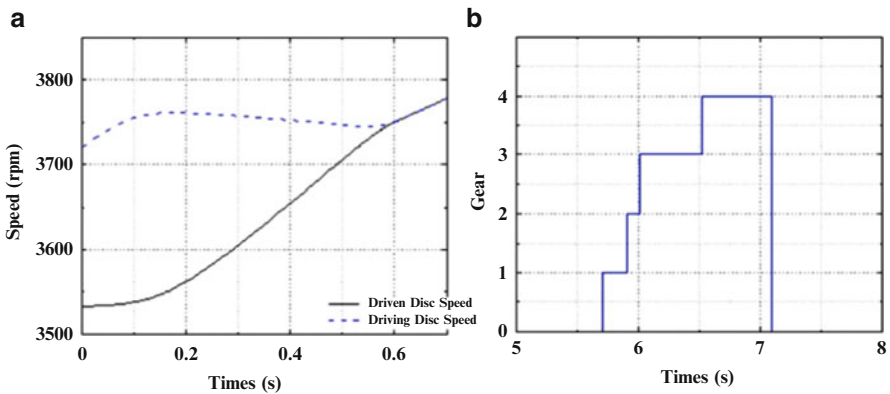 a
3800
3700
3600
3500
Speed (rpm)
0
0.2
0.4
0.6
Times (s)
Driven Disc Speed
Driving Disc Speed
b
5
4
3
2
1
0
Gear
5
6
7
8
Times (s)